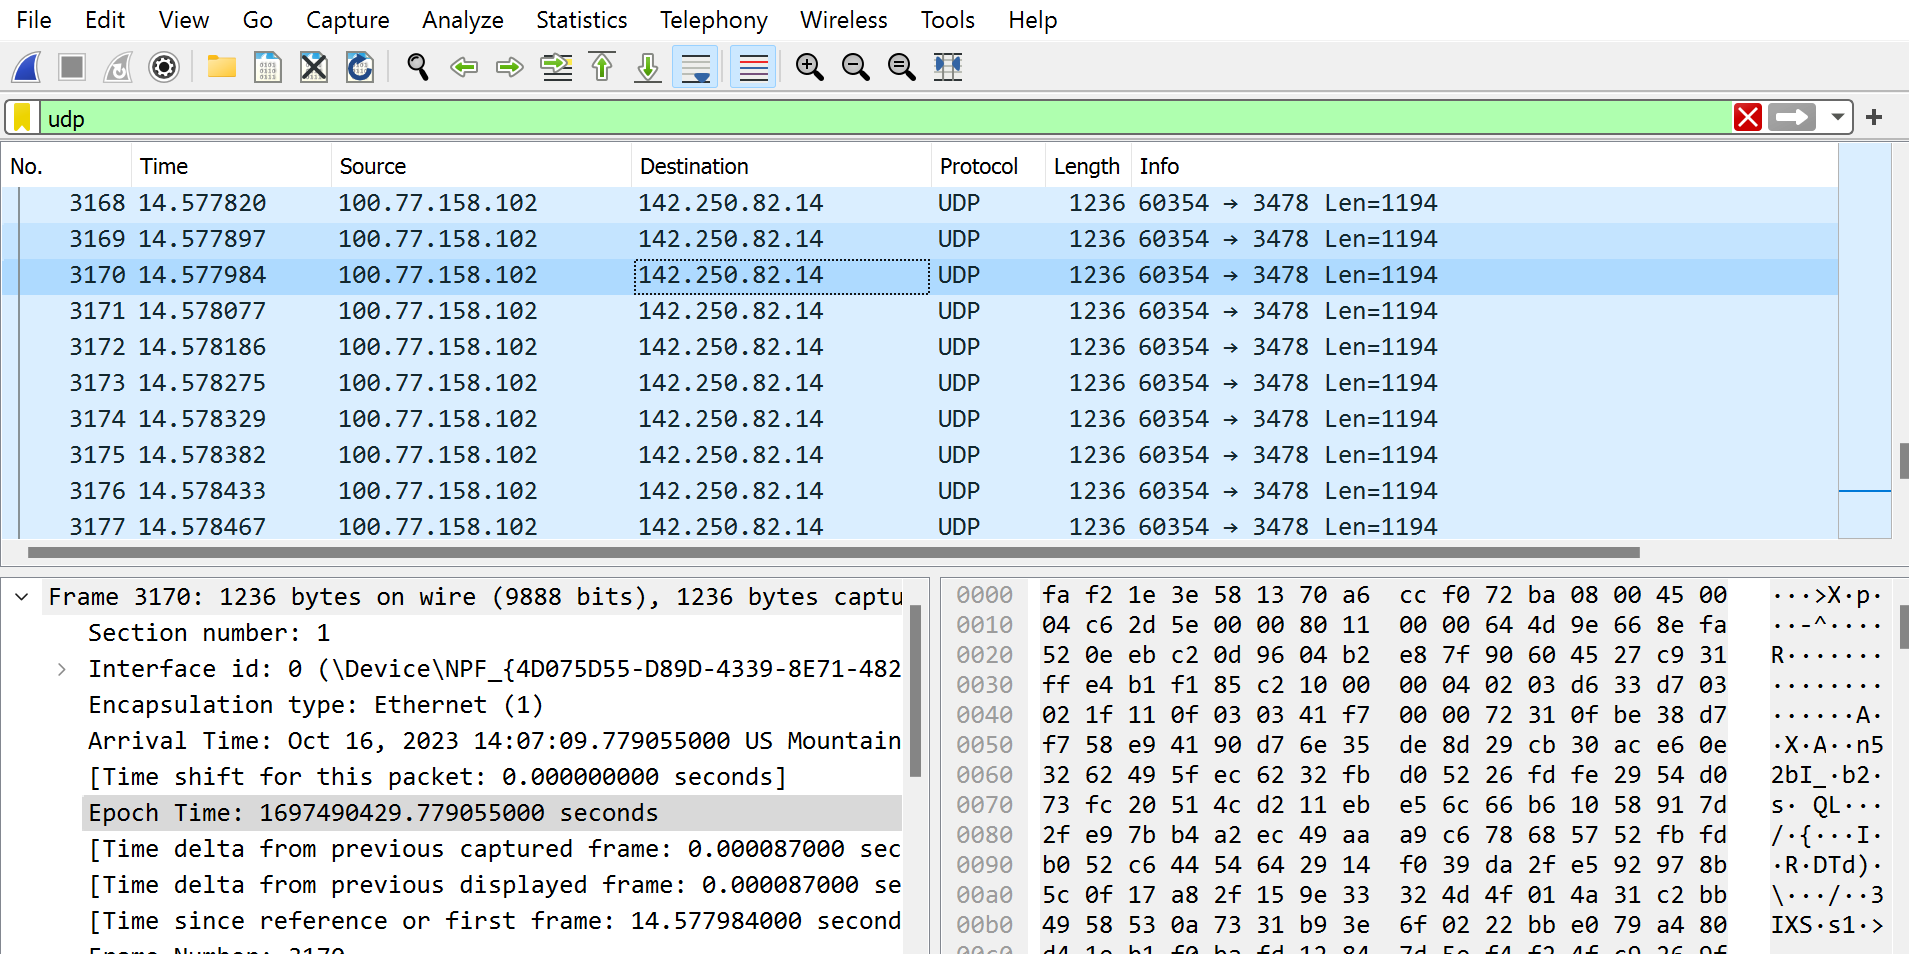 File Edit View Go Capture Analyze Statistics Telephony Wireless Tools Help
udp
No. Time Source Destination Protocol Length Info
3168 14.577820 100.77.158.102 142.250.82.14 UDP 1236 60354 → 3478 Len=1194
3169 14.577897 100.77.158.102 142.250.82.14 UDP 1236 60354 → 3478 Len=1194
3170 14.577984 100.77.158.102 142.250.82.14 UDP 1236 60354 → 3478 Len=1194
3171 14.578077 100.77.158.102 142.250.82.14 UDP 1236 60354 → 3478 Len=1194
3172 14.578186 100.77.158.102 142.250.82.14 UDP 1236 60354 → 3478 Len=1194
3173 14.578275 100.77.158.102 142.250.82.14 UDP 1236 60354 → 3478 Len=1194
3174 14.578329 100.77.158.102 142.250.82.14 UDP 1236 60354 → 3478 Len=1194
3175 14.578382 100.77.158.102 142.250.82.14 UDP 1236 60354 → 3478 Len=1194
3176 14.578433 100.77.158.102 142.250.82.14 UDP 1236 60354 → 3478 Len=1194
3177 14.578467 100.77.158.102 142.250.82.14 UDP 1236 60354 → 3478 Len=1194
Frame 3170: 1236 bytes on wire (9888 bits), 1236 bytes captu
Section number: 1
Interface id: 0 (\Device\NPF_{4D075D55-D89D-4339-8E71-482
Encapsulation type: Ethernet (1)
Arrival Time: Oct 16, 2023 14:07:09.779055000 US Mountain
[Time shift for this packet: 0.000000000 seconds]
Epoch Time: 1697490429.779055000 seconds
[Time delta from previous captured frame: 0.000087000 sec
[Time delta from previous displayed frame: 0.000087000 se
[Time since reference or first frame: 14.577984000 second
Frame Number: 3170
0000 fa f2 1e 3e 58 13 70 a6 cc f0 72 ba 08 00 45 00 ···>X·p·
0010 04 c6 2d 5e 00 00 80 11 00 00 64 4d 9e 66 8e fa ··-^····
0020 52 0e eb c2 0d 96 04 b2 e8 7f 90 60 45 27 c9 31 R·······
0030 ff e4 b1 f1 85 c2 10 00 00 04 02 03 d6 33 d7 03 ········
0040 02 1f 11 0f 03 03 41 f7 00 00 72 31 0f be 38 d7 ······A·
0050 f7 58 e9 41 90 d7 6e 35 de 8d 29 cb 30 ac e6 0e ·X·A··n5
0060 32 62 49 5f ec 62 32 fb d0 52 26 fd fe 29 54 d0 2bI_·b2·
0070 73 fc 20 51 4c d2 11 eb e5 6c 66 b6 10 58 91 7d s· QL···
0080 2f e9 7b b4 a2 ec 49 aa a9 c6 78 68 57 52 fb fd /·{···I·
0090 b0 52 c6 44 54 64 29 14 f0 39 da 2f e5 92 97 8b ·R·DTd)·
00a0 5c 0f 17 a8 2f 15 9e 33 32 4d 4f 01 4a 31 c2 bb \···/··3
00b0 49 58 53 0a 73 31 b9 3e 6f 02 22 bb e0 79 a4 80 IXS·s1·>